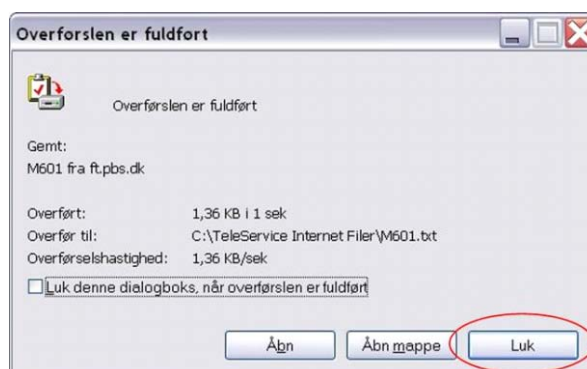 Overførslen er fuldført
Overførslen er fuldført
Gemt:
M601 fra ft.pbs.dk
Overført: 1,36 KB i 1 sek
Overfør til: C:\TeleService Internet Filer\M601.txt
Overførselshastighed: 1,36 KB/sek
Luk denne dialogboks, når overførslen er fuldført
Åbn Åbn mappe Luk